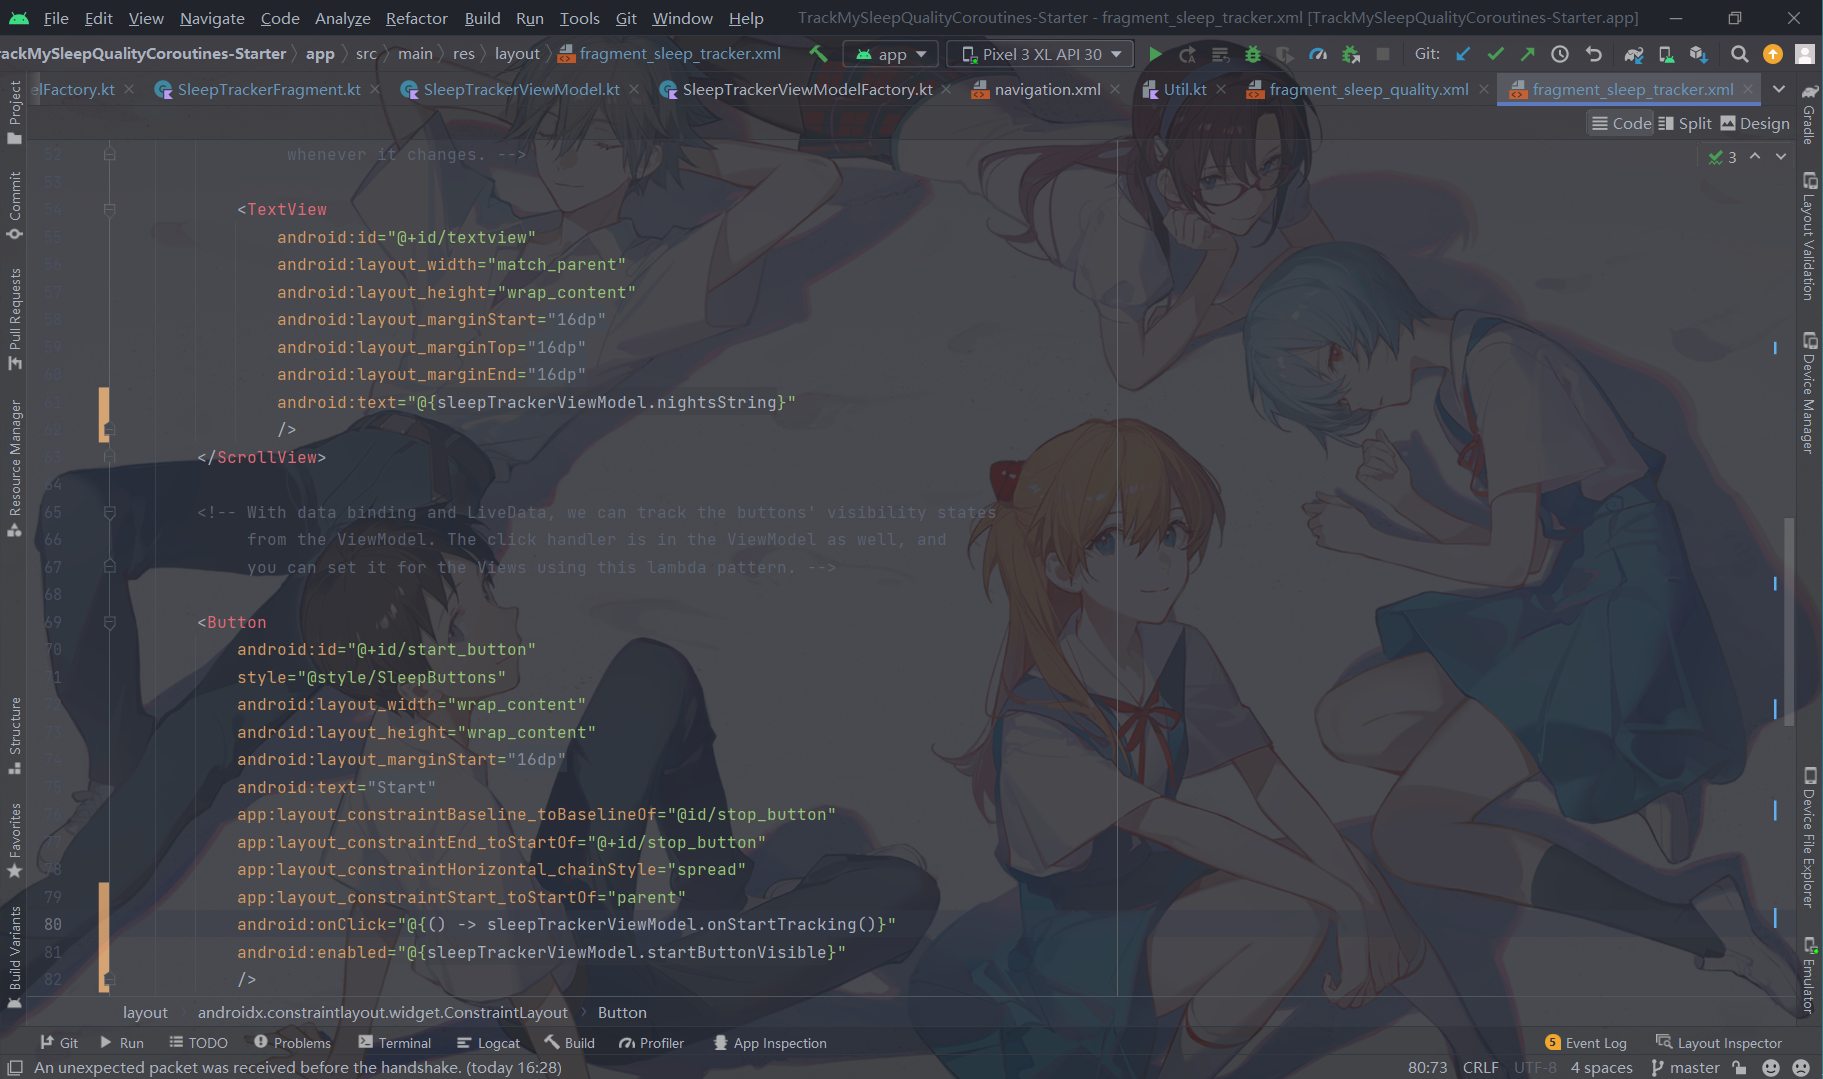 File Edit View Navigate Code Analyze Refactor Build Run Tools Git Window Help TrackMySleepQualityCoroutines-Starter - fragment_sleep_tracker.xml [TrackMySleepQualityCoroutines-Starter.app]
rackMySleepQualityCoroutines-Starter app src main res layout fragment_sleep_tracker.xml app Pixel 3 XL API 30 Git:
elFactory.kt SleepTrackerFragment.kt SleepTrackerViewModel.kt SleepTrackerViewModelFactory.kt navigation.xml Util.kt fragment_sleep_quality.xml fragment_sleep_tracker.xml
Code Split Design
3
Project
Commit
Pull Requests
Resource Manager
Structure
Favorites
Build Variants
52 whenever it changes. -->
53
54 <TextView
55 android:id="@+id/textview"
56 android:layout_width="match_parent"
57 android:layout_height="wrap_content"
58 android:layout_marginStart="16dp"
59 android:layout_marginTop="16dp"
60 android:layout_marginEnd="16dp"
61 android:text="@{sleepTrackerViewModel.nightsString}"
62 />
63 </ScrollView>
64
65 <!-- With data binding and LiveData, we can track the buttons' visibility states
66 from the ViewModel. The click handler is in the ViewModel as well, and
67 you can set it for the Views using this lambda pattern. -->
68
69 <Button
70 android:id="@+id/start_button"
71 style="@style/SleepButtons"
72 android:layout_width="wrap_content"
73 android:layout_height="wrap_content"
74 android:layout_marginStart="16dp"
75 android:text="Start"
76 app:layout_constraintBaseline_toBaselineOf="@id/stop_button"
77 app:layout_constraintEnd_toStartOf="@+id/stop_button"
78 app:layout_constraintHorizontal_chainStyle="spread"
79 app:layout_constraintStart_toStartOf="parent"
80 android:onClick="@{() -> sleepTrackerViewModel.onStartTracking()}"
81 android:enabled="@{sleepTrackerViewModel.startButtonVisible}"
82 />
Gradle
Layout Validation
Device Manager
Device File Explorer
Emulator
layout androidx.constraintlayout.widget.ConstraintLayout Button
Git Run TODO Problems Terminal Logcat Build Profiler App Inspection 5 Event Log Layout Inspector
An unexpected packet was received before the handshake. (today 16:28) 80:73 CRLF UTF-8 4 spaces master